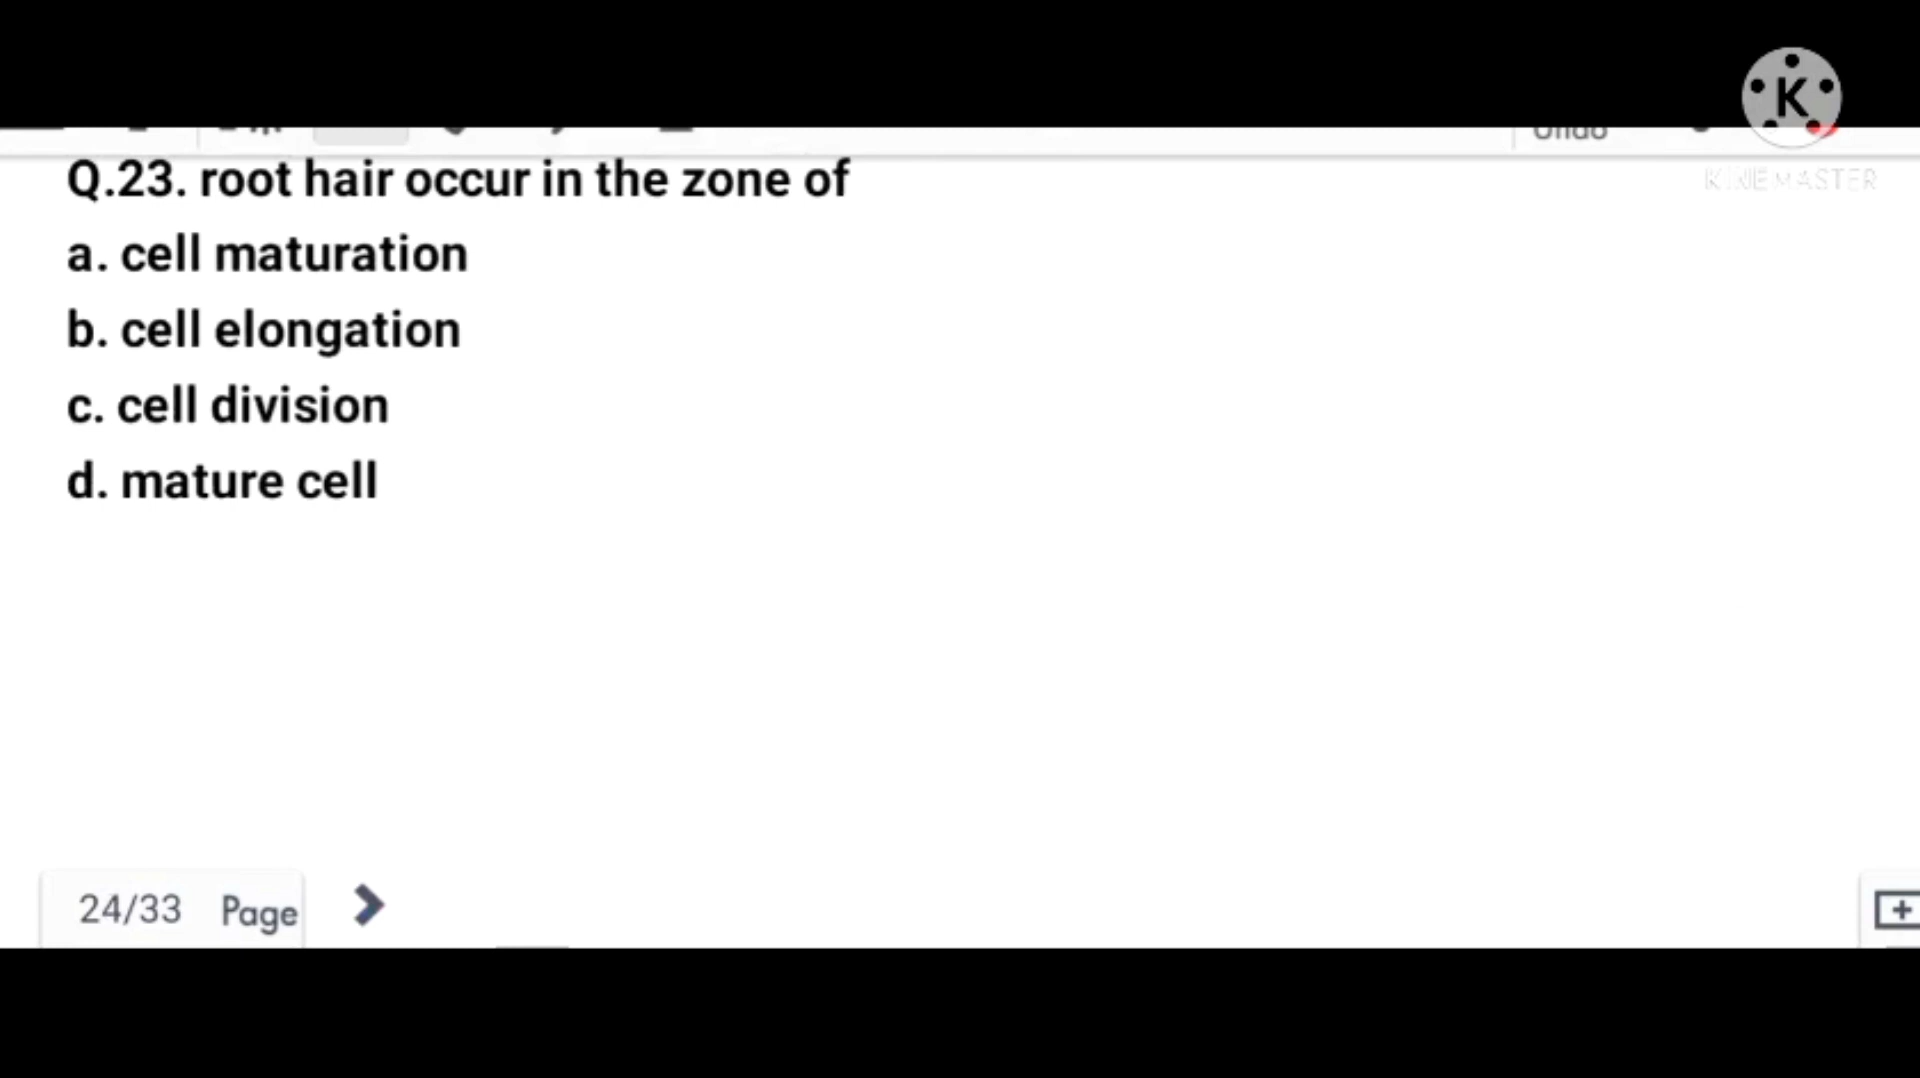 Undo
K
KINEMASTER
Q.23. root hair occur in the zone of
a. cell maturation
b. cell elongation
c. cell division
d. mature cell
24/33 Page